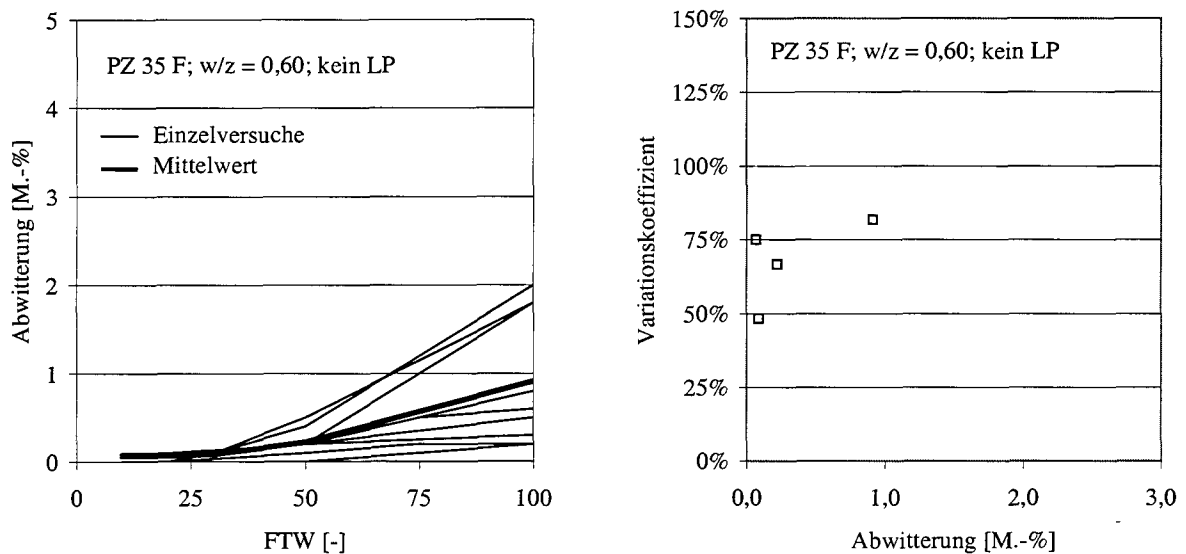 5
4
3
2
1
0
Abwitterung [M.-%]
PZ 35 F; w/z = 0,60; kein LP
Einzelversuche
Mittelwert
0
25
50
75
100
FTW [-]
150%
125%
100%
75%
50%
25%
0%
Variationskoeffizient
PZ 35 F; w/z = 0,60; kein LP
0,0
1,0
2,0
3,0
Abwitterung [M.-%]